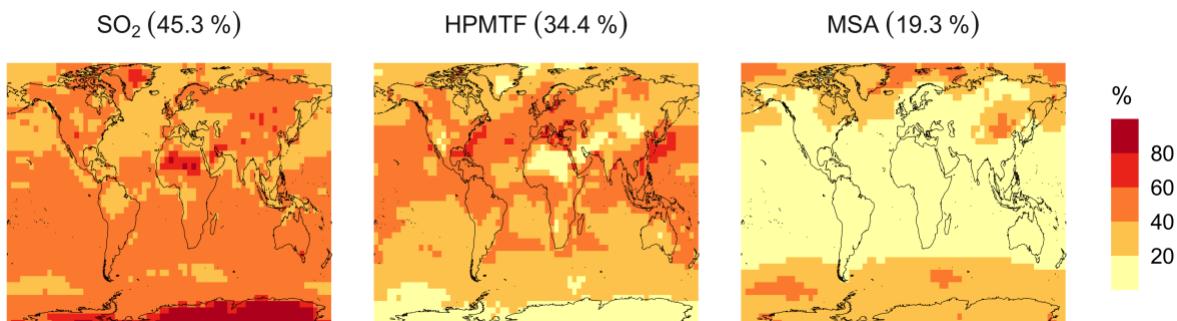 SO₂ (45.3 %)
HPMTF (34.4 %)
MSA (19.3 %)
%
80
60
40
20